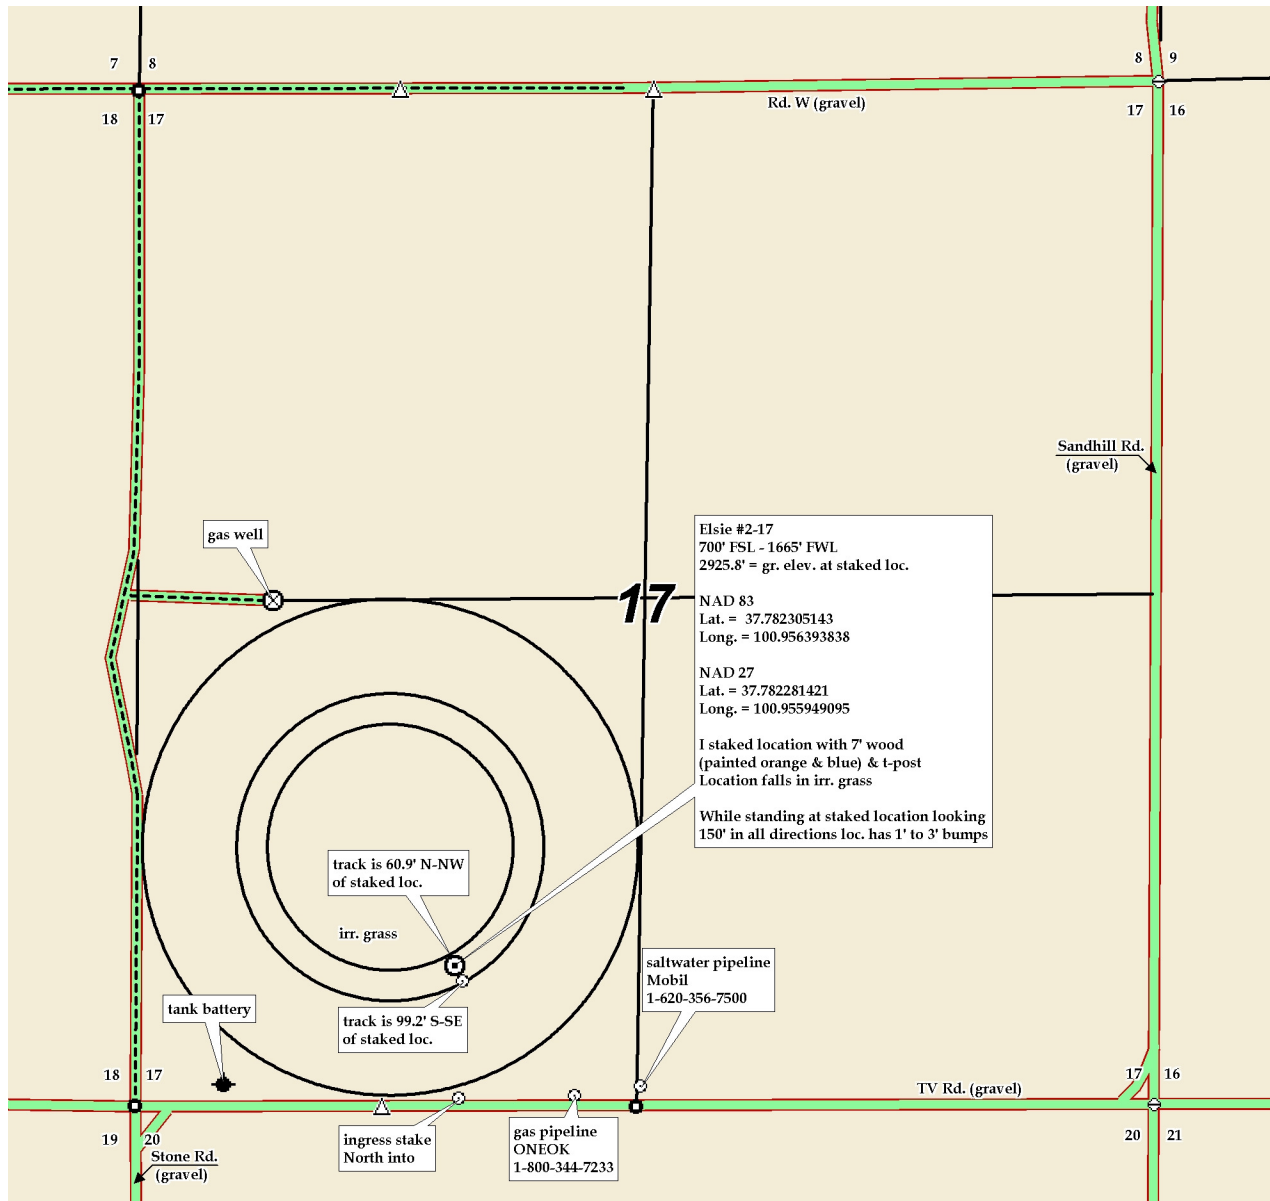 7 8
8 9
Rd. W (gravel)
18 17
17 16
Sandhill Rd.
(gravel)
gas well
17
Elsie #2-17
700' FSL - 1665' FWL
2925.8' = gr. elev. at staked loc.
NAD 83
Lat. = 37.782305143
Long. = 100.956393838
NAD 27
Lat. = 37.782281421
Long. = 100.955949095
I staked location with 7' wood
(painted orange & blue) & t-post
Location falls in irr. grass
While standing at staked location looking
150' in all directions loc. has 1' to 3' bumps
track is 60.9' N-NW
of staked loc.
irr. grass
saltwater pipeline
Mobil
1-620-356-7500
tank battery
track is 99.2' S-SE
of staked loc.
18 17
17 16
TV Rd. (gravel)
19 20
20 21
ingress stake
North into
gas pipeline
ONEOK
1-800-344-7233
Stone Rd.
(gravel)